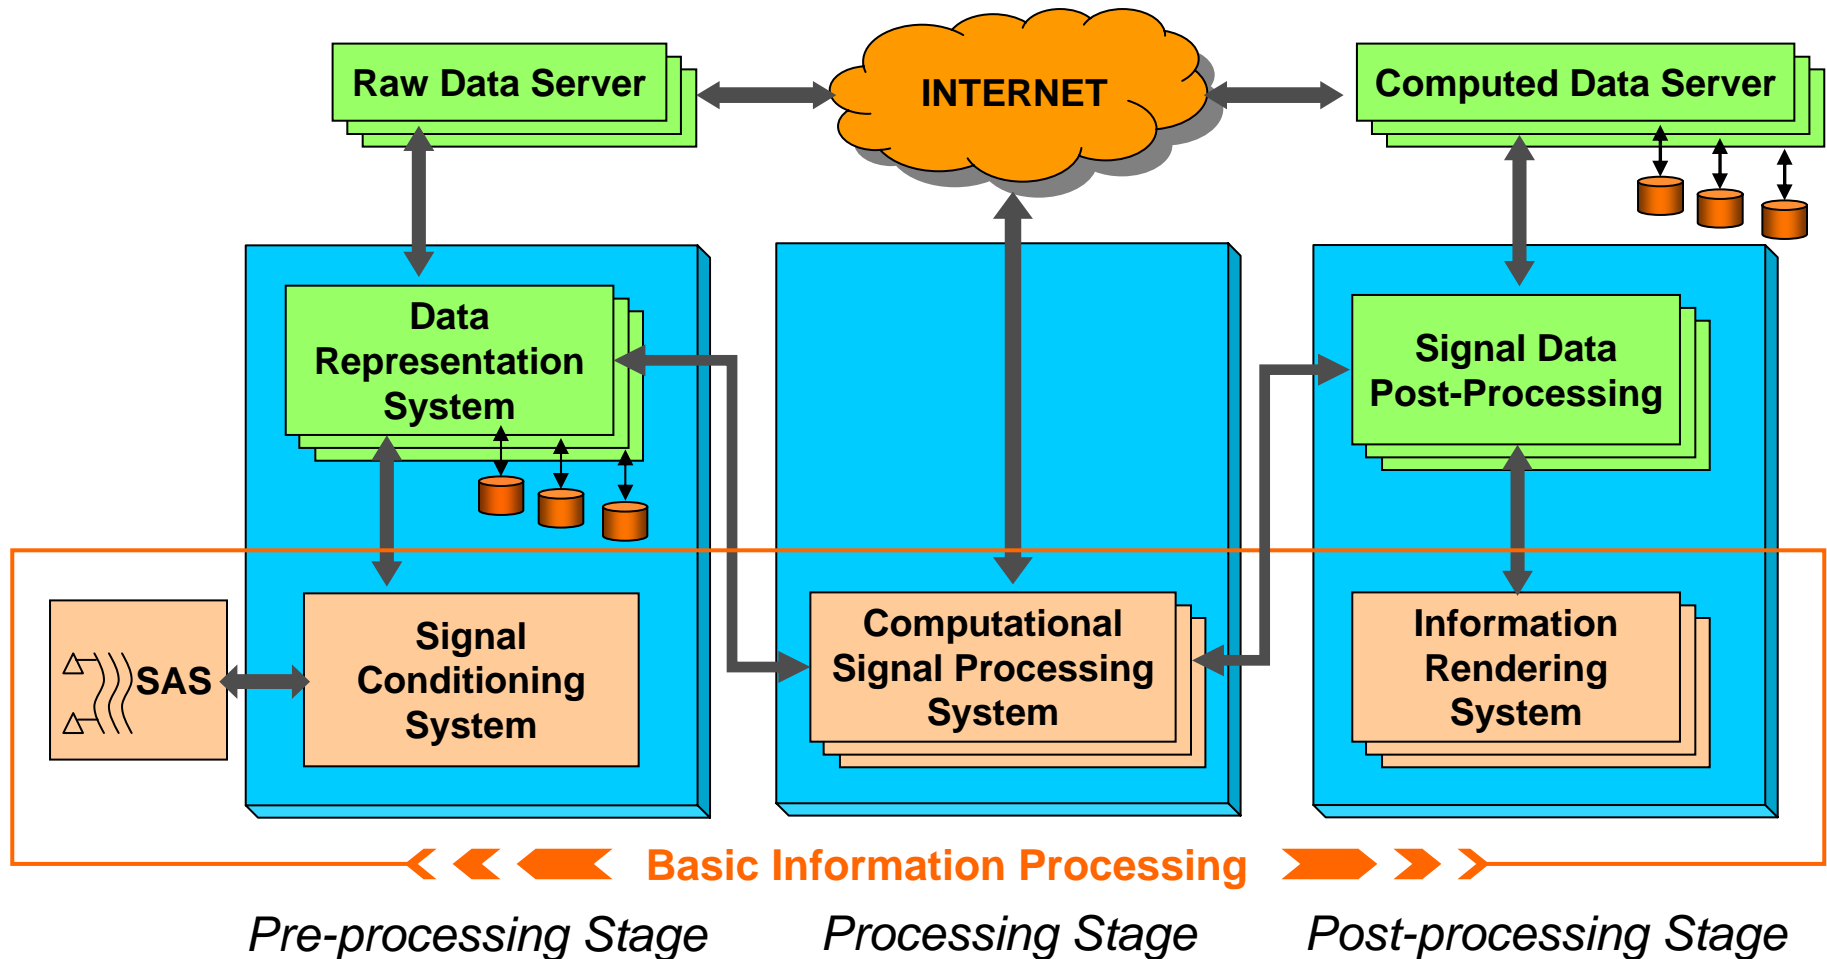 Raw Data Server
INTERNET
Computed Data Server
Data
Representation
System
Signal Data
Post-Processing
SAS
Signal
Conditioning
System
Computational
Signal Processing
System
Information
Rendering
System
Basic Information Processing
Pre-processing Stage
Processing Stage
Post-processing Stage